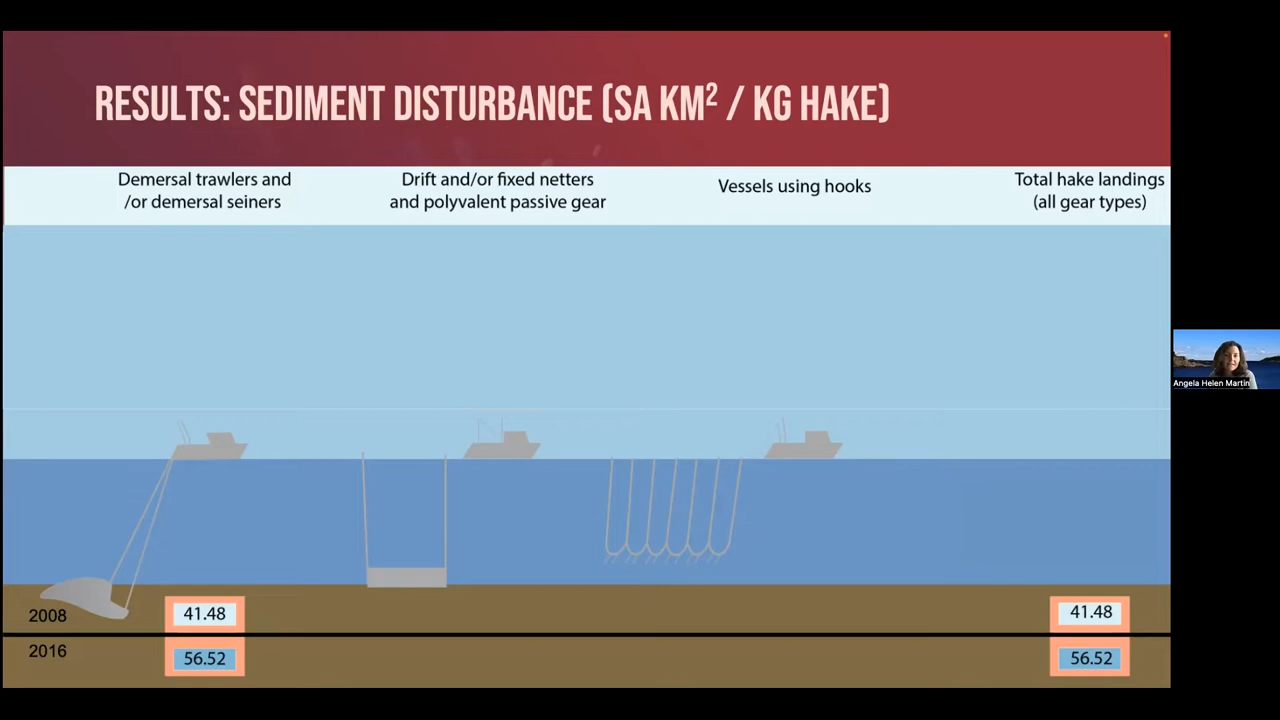 RESULTS: SEDIMENT DISTURBANCE (SA KM² / KG HAKE)
Demersal trawlers and
/or demersal seiners
Drift and/or fixed netters
and polyvalent passive gear
Vessels using hooks
Total hake landings
(all gear types)
Angela Helen Martin
2008
41.48
41.48
2016
56.52
56.52